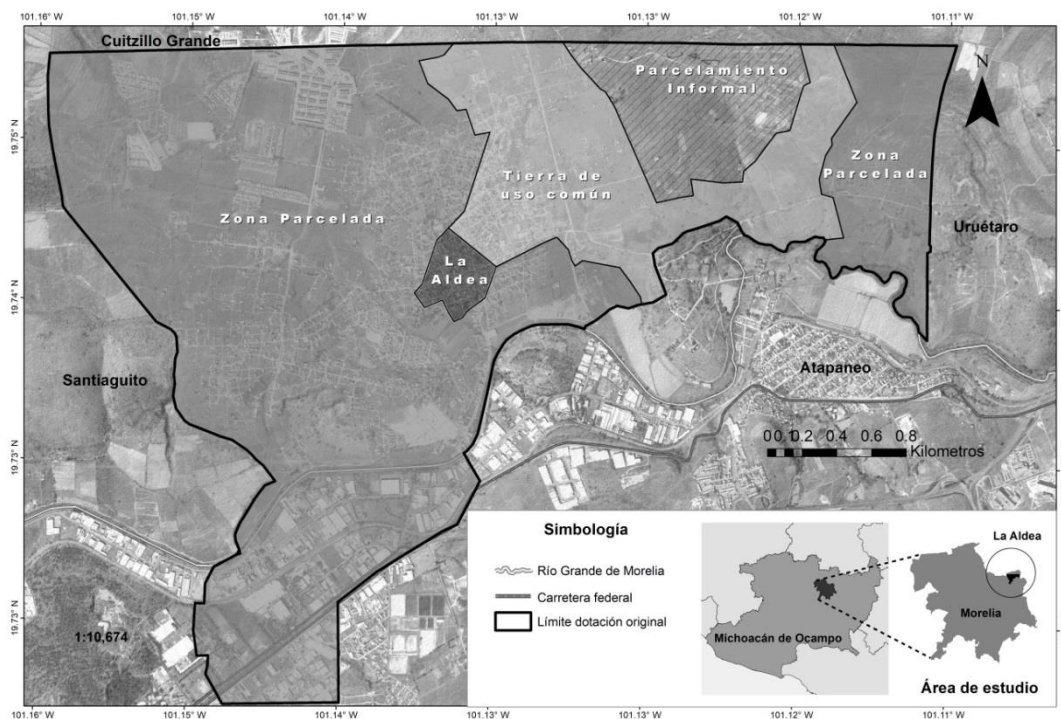 101.16° W
101.15° W
101.14° W
101.13° W
101.13° W
101.12° W
101.11° W
Cuitzillo Grande
N
Parcelamiento
Informal
19.75° N
Tierra de
uso común
Zona
Parcelada
Zona Parcelada
Uruétaro
La
Aldea
19.74° N
Santiaguito
Atapaneo
19.73° N
0 0.1 0.2 0.4 0.6 0.8
Kilometros
Simbología
Río Grande de Morelia
Carretera federal
Límite dotación original
La Aldea
Morelia
Michoacán de Ocampo
Área de estudio
19.73° N
1:10,674
101.16° W
101.15° W
101.14° W
101.13° W
101.13° W
101.12° W
101.11° W